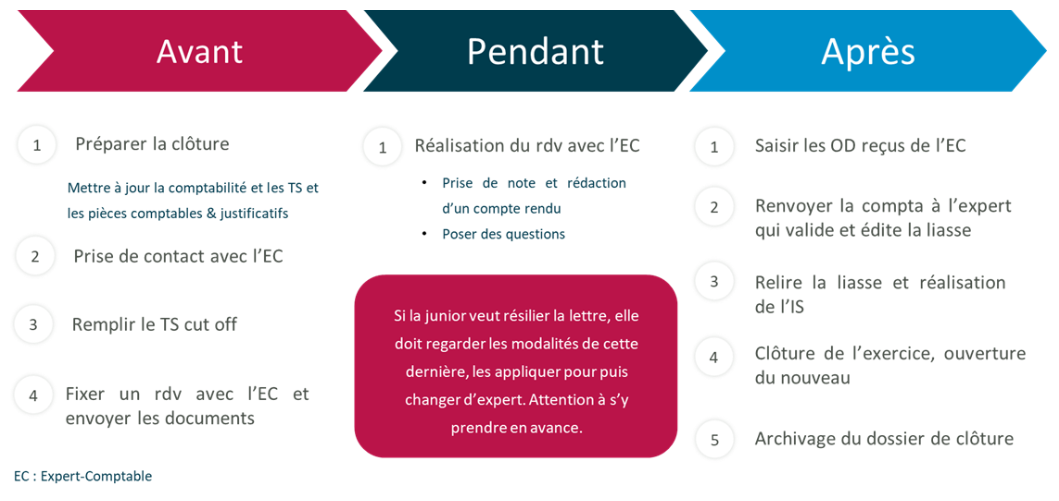 Avant
1
Préparer la clôture
Mettre à jour la comptabilité et les TS et
les pièces comptables & justificatifs
2
Prise de contact avec l'EC
3
Remplir le TS cut off
4
Fixer un rdv avec l'EC et
envoyer les documents
EC : Expert-Comptable
Pendant
1
Réalisation du rdv avec l'EC
• Prise de note et rédaction
d'un compte rendu
• Poser des questions
Si la junior veut résilier la lettre, elle
doit regarder les modalités de cette
dernière, les appliquer pour puis
changer d'expert. Attention à s'y
prendre en avance.
Après
1
Saisir les OD reçus de l'EC
2
Renvoyer la compta à l'expert
qui valide et édite la liasse
3
Relire la liasse et réalisation
de l'IS
4
Clôture de l'exercice, ouverture
du nouveau
5
Archivage du dossier de clôture